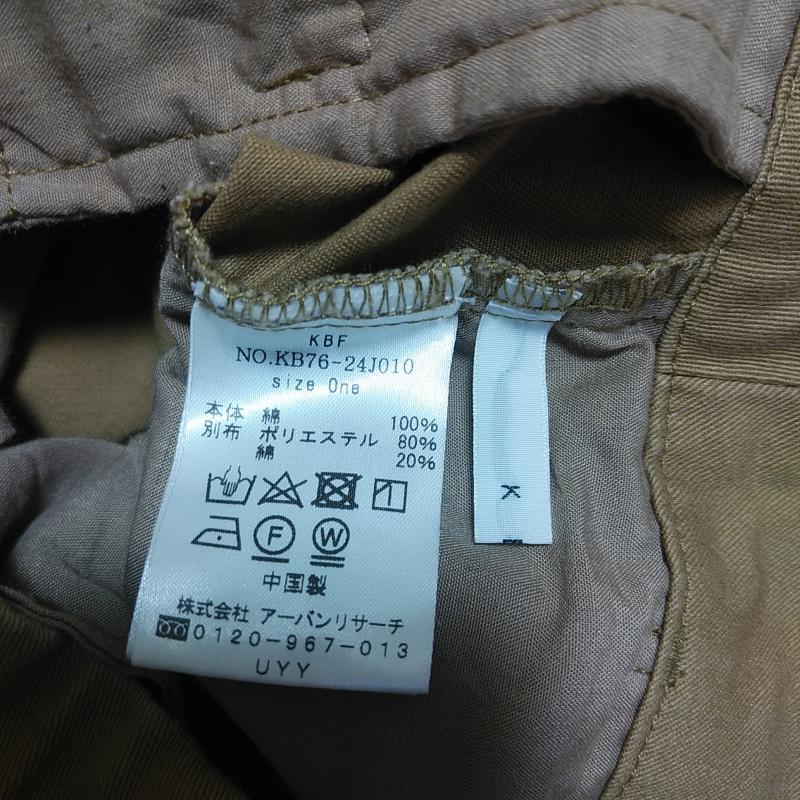 KBF
NO.KB76-24J010
size One
本体 綿 100%
別布 ポリエステル 80%
綿 20%
F W
中国製
株式会社 アーバンリサーチ
0120-967-013
UYY
K